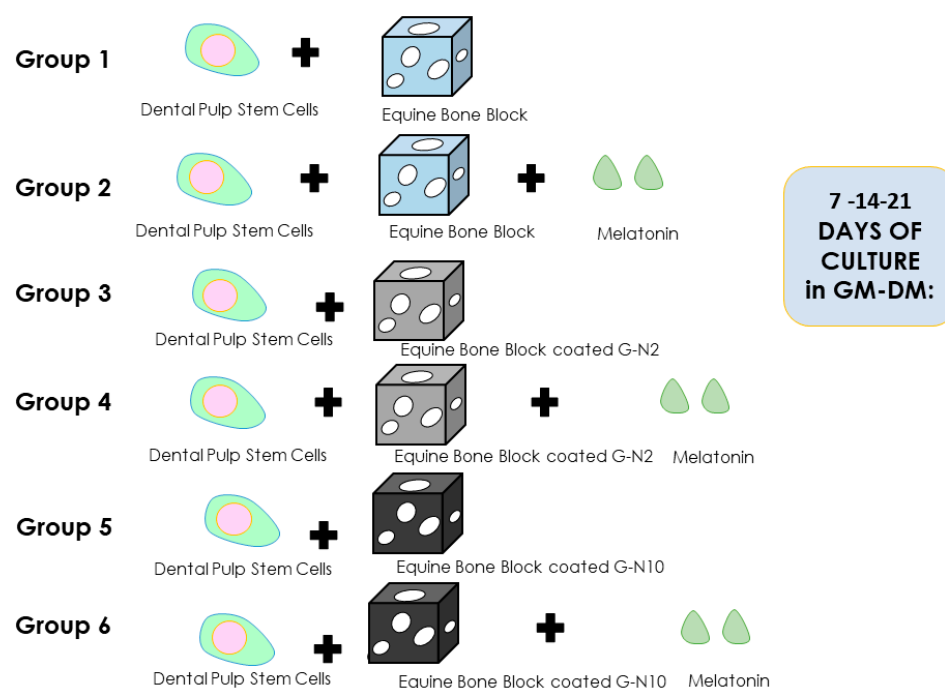 Group 1
Dental Pulp Stem Cells
Equine Bone Block
Group 2
Dental Pulp Stem Cells
Equine Bone Block
Melatonin
Group 3
Dental Pulp Stem Cells
Equine Bone Block coated G-N2
Group 4
Dental Pulp Stem Cells
Equine Bone Block coated G-N2
Melatonin
Group 5
Dental Pulp Stem Cells
Equine Bone Block coated G-N10
Group 6
Dental Pulp Stem Cells
Equine Bone Block coated G-N10
Melatonin
7 -14-21
DAYS OF
CULTURE
in GM-DM: